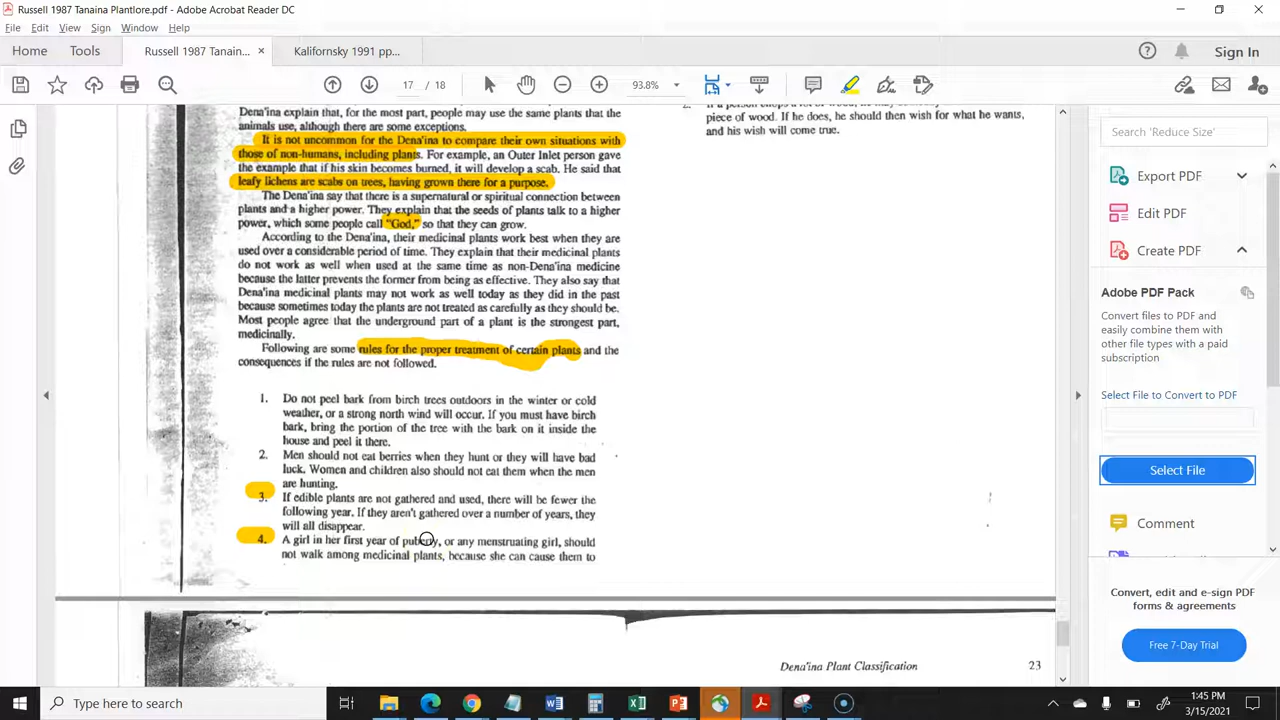 Russell 1987 Tanaina Plantlore.pdf - Adobe Acrobat Reader DC
File Edit View Sign Window Help
Home Tools Russell 1987 Tanain... × Kalifornsky 1991 pp... Sign In
17 / 18 93.8%
Dena'ina explain that, for the most part, people may use the same plants that the
animals use, although there are some exceptions.
It is not uncommon for the Dena'ina to compare their own situations with
those of non-humans, including plants. For example, an Outer Inlet person gave
the example that if his skin becomes burned, it will develop a scab. He said that
leafy lichens are scabs on trees, having grown there for a purpose.
The Dena'ina say that there is a supernatural or spiritual connection between
plants and a higher power. They explain that the seeds of plants talk to a higher
power, which some people call "God," so that they can grow.
According to the Dena'ina, their medicinal plants work best when they are
used over a considerable period of time. They explain that their medicinal plants
do not work as well when used at the same time as non-Dena'ina medicine
because the latter prevents the former from being as effective. They also say that
Dena'ina medicinal plants may not work as well today as they did in the past
because sometimes today the plants are not treated as carefully as they should be.
Most people agree that the underground part of a plant is the strongest part,
medicinally.
Following are some rules for the proper treatment of certain plants and the
consequences if the rules are not followed.
1. Do not peel bark from birch trees outdoors in the winter or cold
weather, or a strong north wind will occur. If you must have birch
bark, bring the portion of the tree with the bark on it inside the
house and peel it there.
2. Men should not eat berries when they hunt or they will have bad
luck. Women and children also should not eat them when the men
are hunting.
3. If edible plants are not gathered and used, there will be fewer the
following year. If they aren't gathered over a number of years, they
will all disappear.
4. A girl in her first year of puberty, or any menstruating girl, should
not walk among medicinal plants, because she can cause them to
piece of wood. If he does, he should then wish for what he wants,
and his wish will come true.
Dena'ina Plant Classification 23
Search 'Reduce Size'
Export PDF
Edit PDF
Create PDF
Adobe PDF Pack
Convert files to PDF and
easily combine them with
other file types with a paid
subscription
Select File to Convert to PDF
Select File
Comment
Convert, edit and e-sign PDF
forms & agreements
Free 7-Day Trial
Type here to search
1:45 PM
3/15/2021